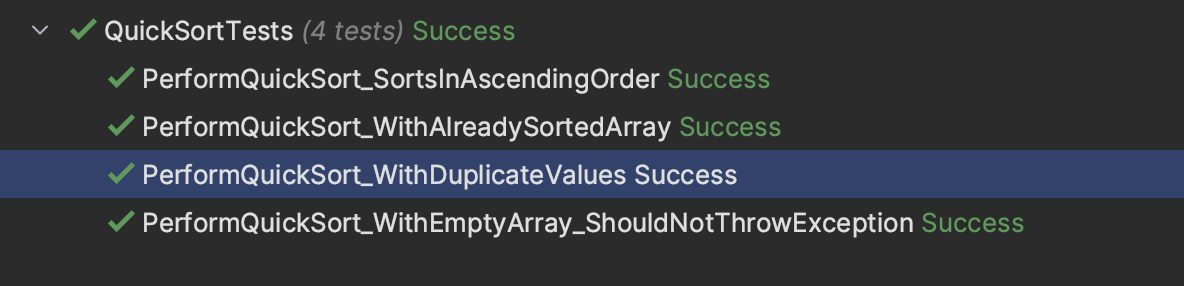 QuickSortTests (4 tests) Success
PerformQuickSort_SortsInAscendingOrder Success
PerformQuickSort_WithAlreadySortedArray Success
PerformQuickSort_WithDuplicateValues Success
PerformQuickSort_WithEmptyArray_ShouldNotThrowException Success